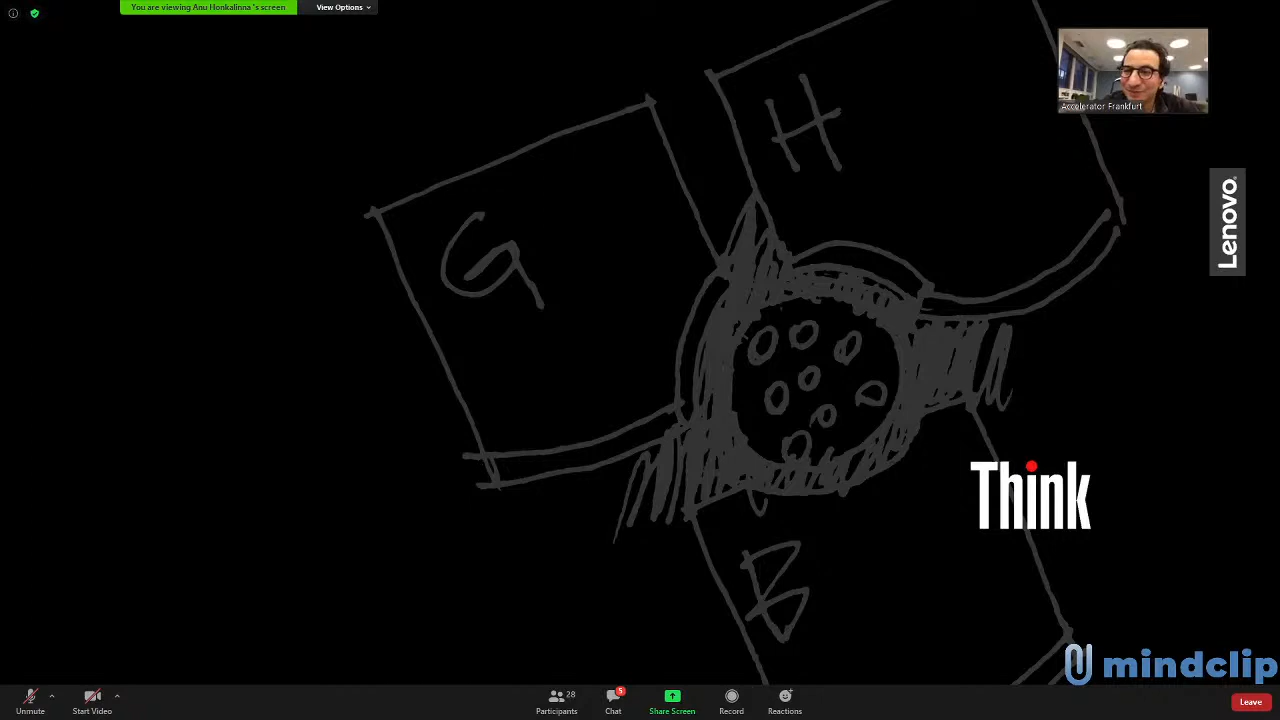 You are viewing Anu Honkalinna 's screen
View Options
H
Accelerator Frankfurt
Lenovo
G
Think
B
mindclip
Unmute
Start Video
Participants
28
Chat
5
Share Screen
Record
Reactions
Leave